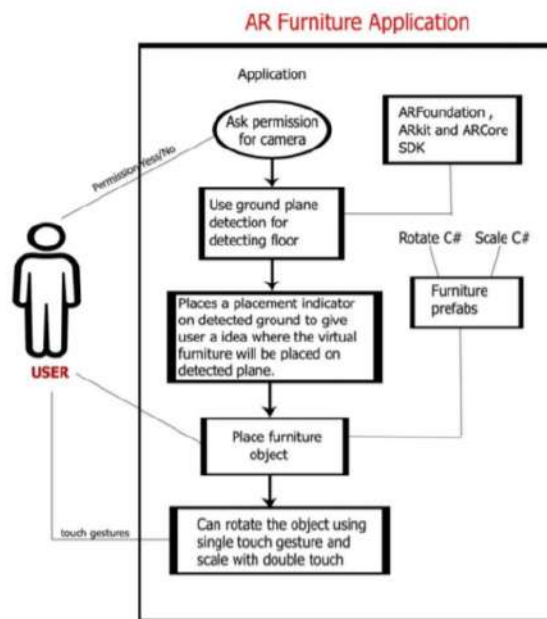 AR Furniture Application
Application
Ask permission
for camera
ARFoundation ,
ARkit and ARCore
SDK
Permission Yess/No
Use ground plane
detection for
detecting floor
Rotate C#
Scale C#
Furniture
prefabs
Places a placement indicator
on detected ground to give
user a idea where the virtual
furniture will be placed on
detected plane.
USER
Place furniture
object
touch gestures
Can rotate the object using
single touch gesture and
scale with double touch